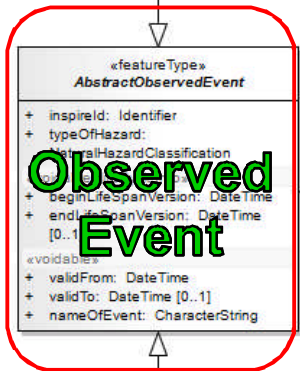 «featureType»
AbstractObservedEvent
+ inspireId: Identifier
+ typeOfHazard:
NaturalHazardClassification
Observed
+ beginLifeSpanVersion: DateTime
+ endLifeSpanVersion: DateTime
[0..1
Event
«voidable»
+ validFrom: DateTime
+ validTo: DateTime [0..1]
+ nameOfEvent: CharacterString